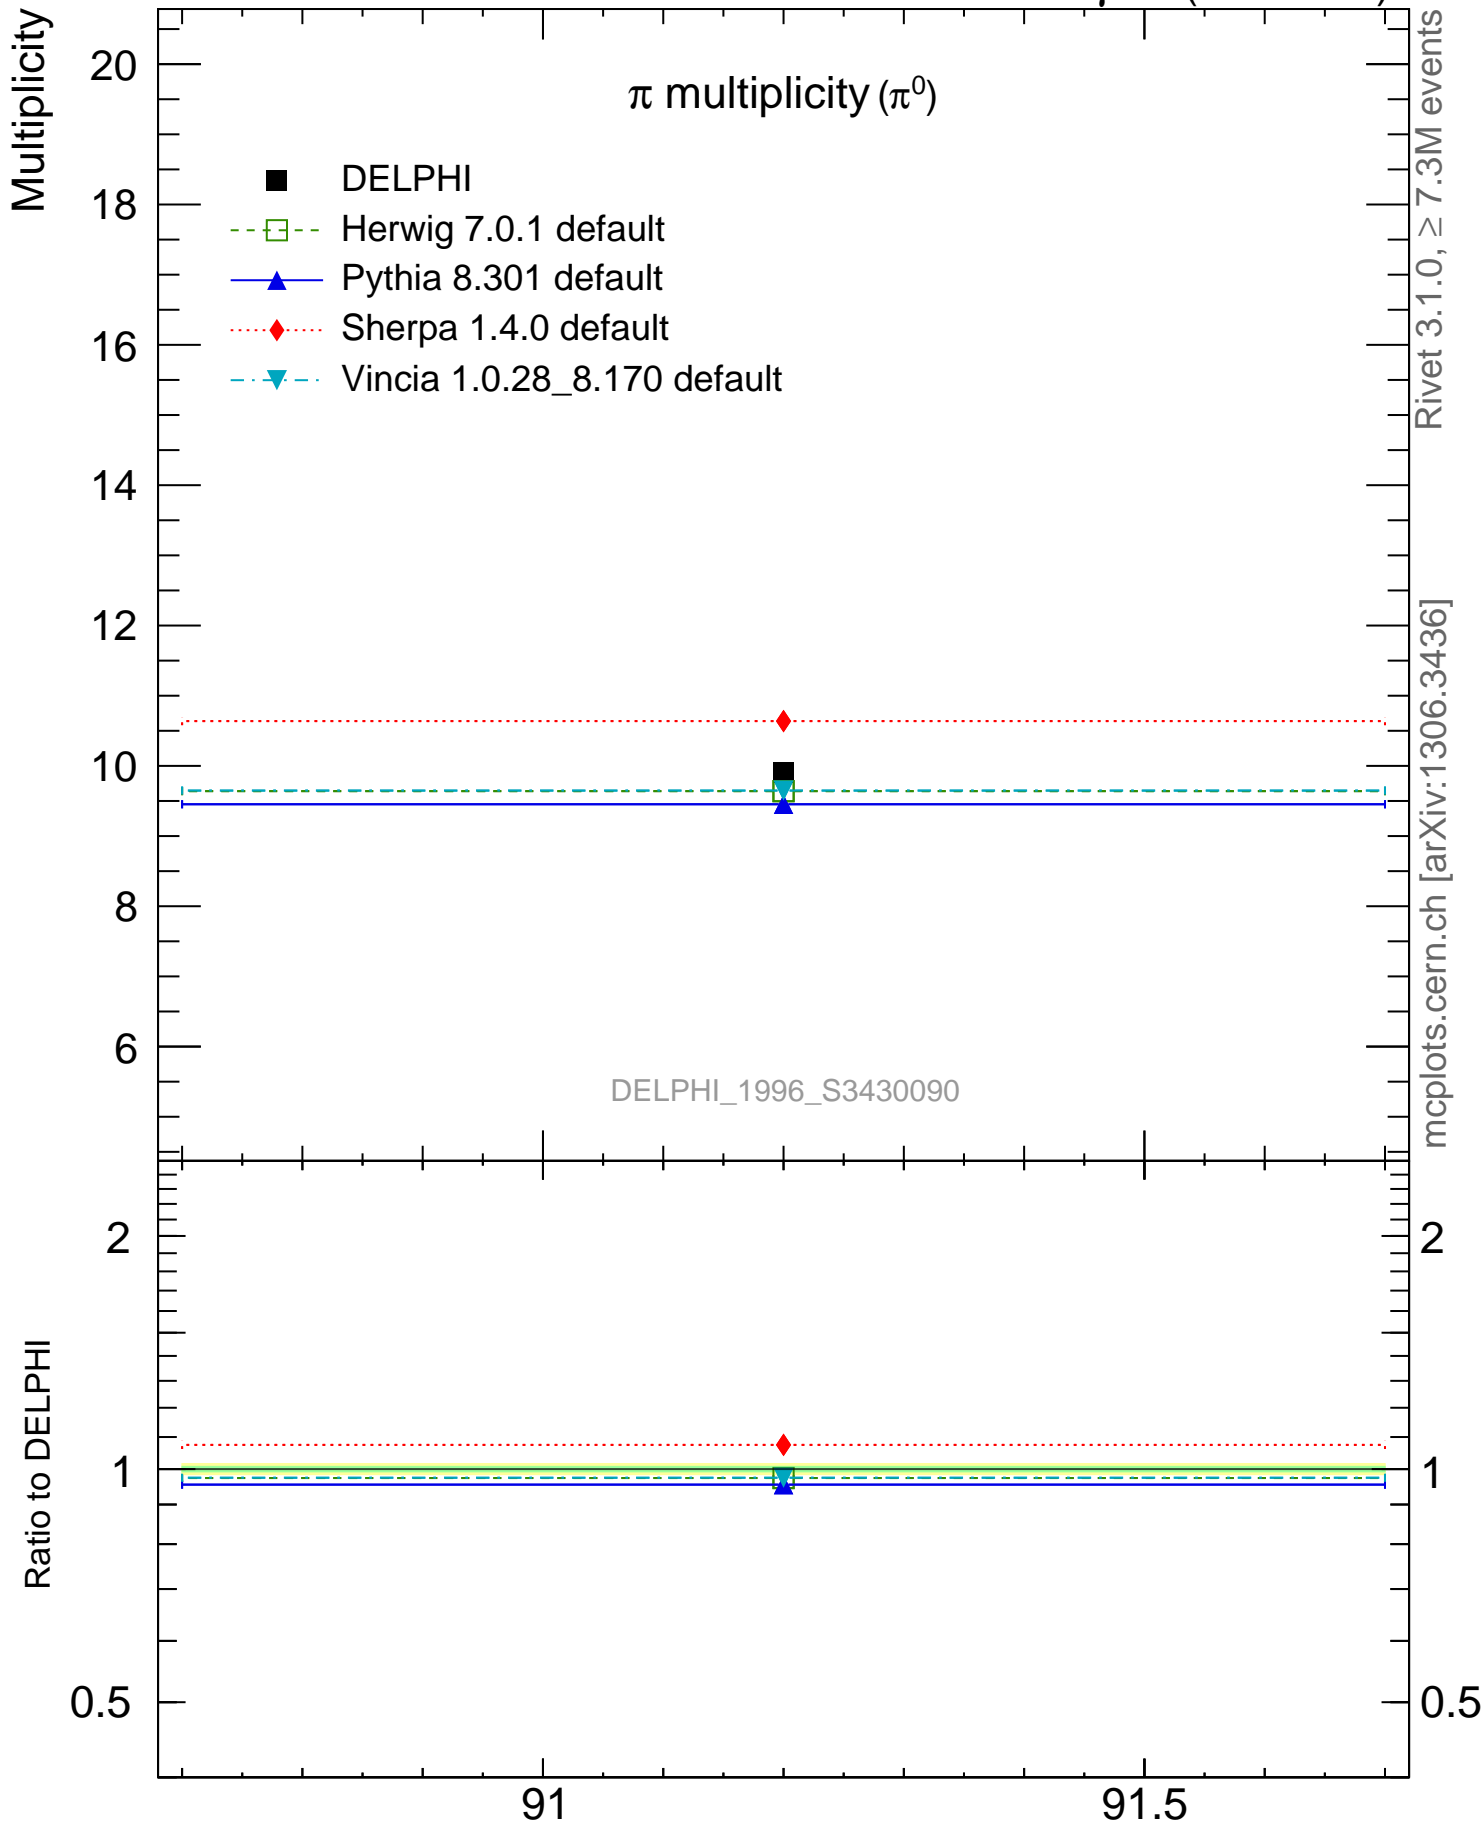 Multiplicity
π multiplicity (π⁰)
DELPHI
Herwig 7.0.1 default
Pythia 8.301 default
Sherpa 1.4.0 default
Vincia 1.0.28_8.170 default
20
18
16
14
12
10
8
6
DELPHI_1996_S3430090
Rivet 3.1.0, ≥ 7.3M events
mcplots.cern.ch [arXiv:1306.3436]
Ratio to DELPHI
2
1
0.5
2
1
0.5
91
91.5